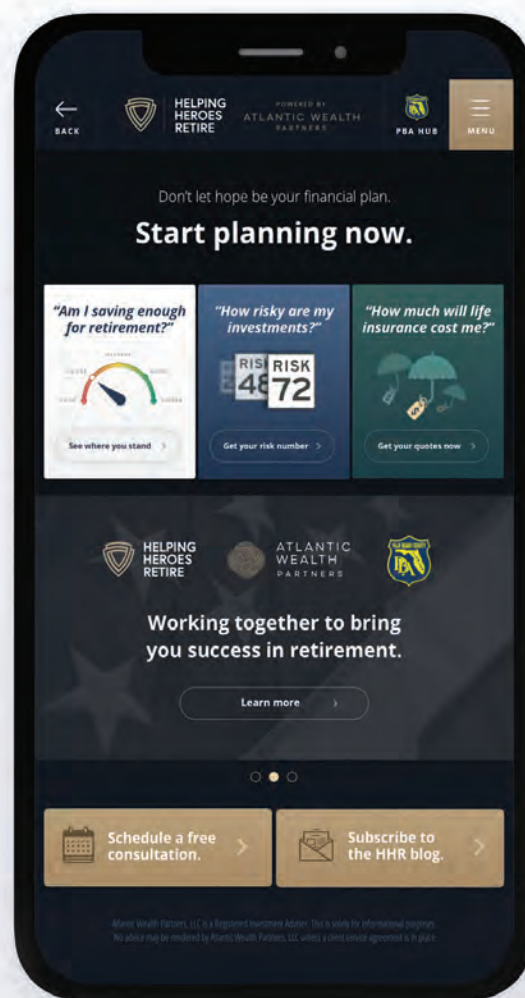 BACK
HELPING
HEROES
RETIRE
POWERED BY
ATLANTIC WEALTH
PARTNERS
PBA HUB
MENU
Don't let hope be your financial plan.
Start planning now.
“Am I saving enough
for retirement?”
See where you stand
“How risky are my
investments?”
RISK
48
RISK
72
Get your risk number
“How much will life
insurance cost me?”
Get your quotes now
HELPING
HEROES
RETIRE
ATLANTIC
WEALTH
PARTNERS
PBA
Working together to bring
you success in retirement.
Learn more
Schedule a free
consultation.
Subscribe to
the HHR blog.
Atlantic Wealth Partners, LLC is a Registered Investment Adviser. This is solely for informational purposes.
No advice may be rendered by Atlantic Wealth Partners, LLC unless a client service agreement is in place.